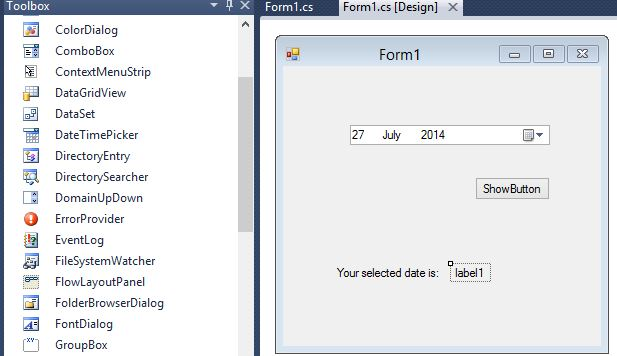 Toolbox
ColorDialog
ComboBox
ContextMenuStrip
DataGridView
DataSet
DateTimePicker
DirectoryEntry
DirectorySearcher
DomainUpDown
ErrorProvider
EventLog
FileSystemWatcher
FlowLayoutPanel
FolderBrowserDialog
FontDialog
GroupBox
Form1.cs
Form1.cs [Design]
Form1
27 July 2014
ShowButton
Your selected date is: label1